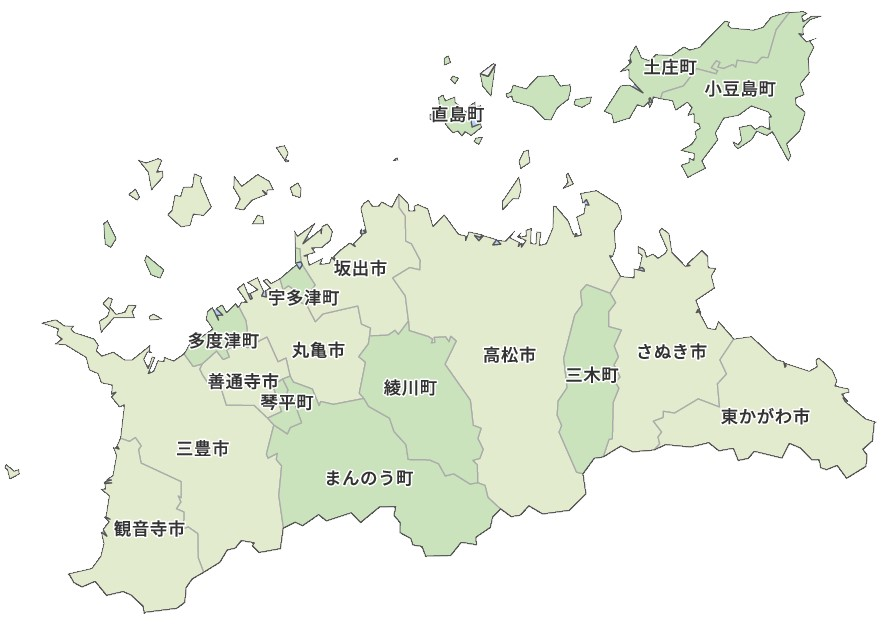 土庄町
小豆島町
直島町
坂出市
宇多津町
多度津町
丸亀市
高松市
さぬき市
善通寺市
三木町
綾川町
琴平町
東かがわ市
三豊市
まんのう町
観音寺市